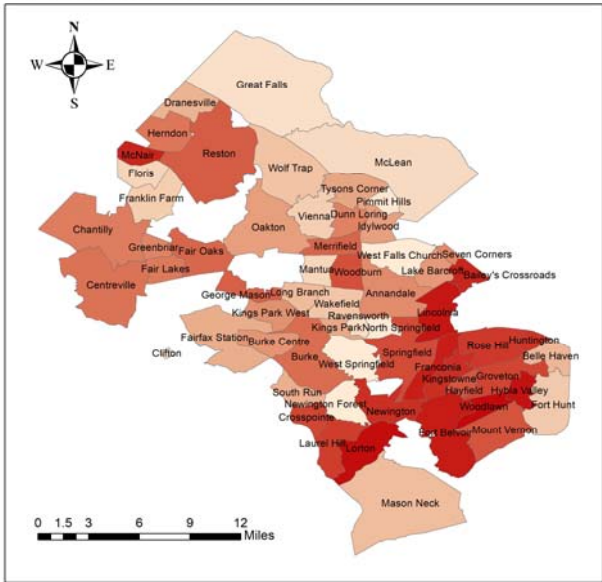 N
W E
S
Great Falls
Dranesville
Herndon
McNair
Reston
McLean
Floris
Wolf Trap
Franklin Farm
Tysons Corner
Pimmit Hills
Vienna
Dunn Loring
Idylwood
Chantilly
Oakton
Greenbriar
Fair Oaks
Merrifield
West Falls Church
Seven Corners
Fair Lakes
Mantua
Woodburn
Lake Barcroft
Bailey's Crossroads
Centreville
George Mason
Long Branch
Annandale
Wakefield
Lincolnia
Kings Park West
Ravensworth
Kings Park
North Springfield
Fairfax Station
Burke Centre
Rose Hill
Huntington
Clifton
Burke
Springfield
Belle Haven
West Springfield
Franconia
Groveton
Kingstowne
South Run
Hayfield
Hybla Valley
Newington Forest
Newington
Woodlawn
Fort Hunt
Crosspointe
Fort Belvoir
Mount Vernon
Laurel Hill
Lorton
Mason Neck
0 1.5 3 6 9 12
Miles